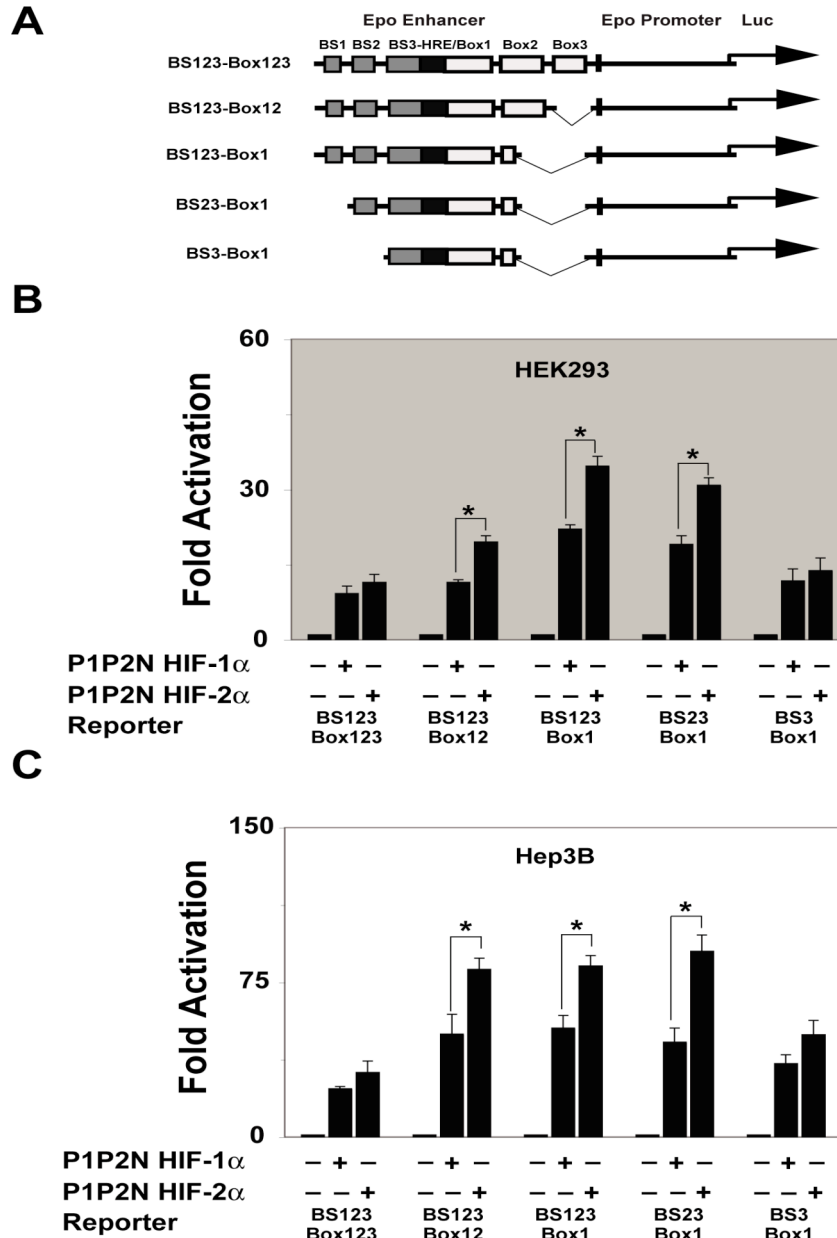 A
Epo Enhancer Epo Promoter Luc
BS1 BS2 BS3-HRE/Box1 Box2 Box3
BS123-Box123
BS123-Box12
BS123-Box1
BS23-Box1
BS3-Box1
B
60
HEK293
Fold Activation
30
0
* * *
P1P2N HIF-1α – + – – + – – + – – + – – + –
P1P2N HIF-2α – – + – – + – – + – – + – – +
Reporter BS123 BS123 BS123 BS23 BS3
Box123 Box12 Box1 Box1 Box1
C
150
Hep3B
Fold Activation
75
0
* * *
P1P2N HIF-1α – + – – + – – + – – + – – + –
P1P2N HIF-2α – – + – – + – – + – – + – – +
Reporter BS123 BS123 BS123 BS23 BS3
Box123 Box12 Box1 Box1 Box1